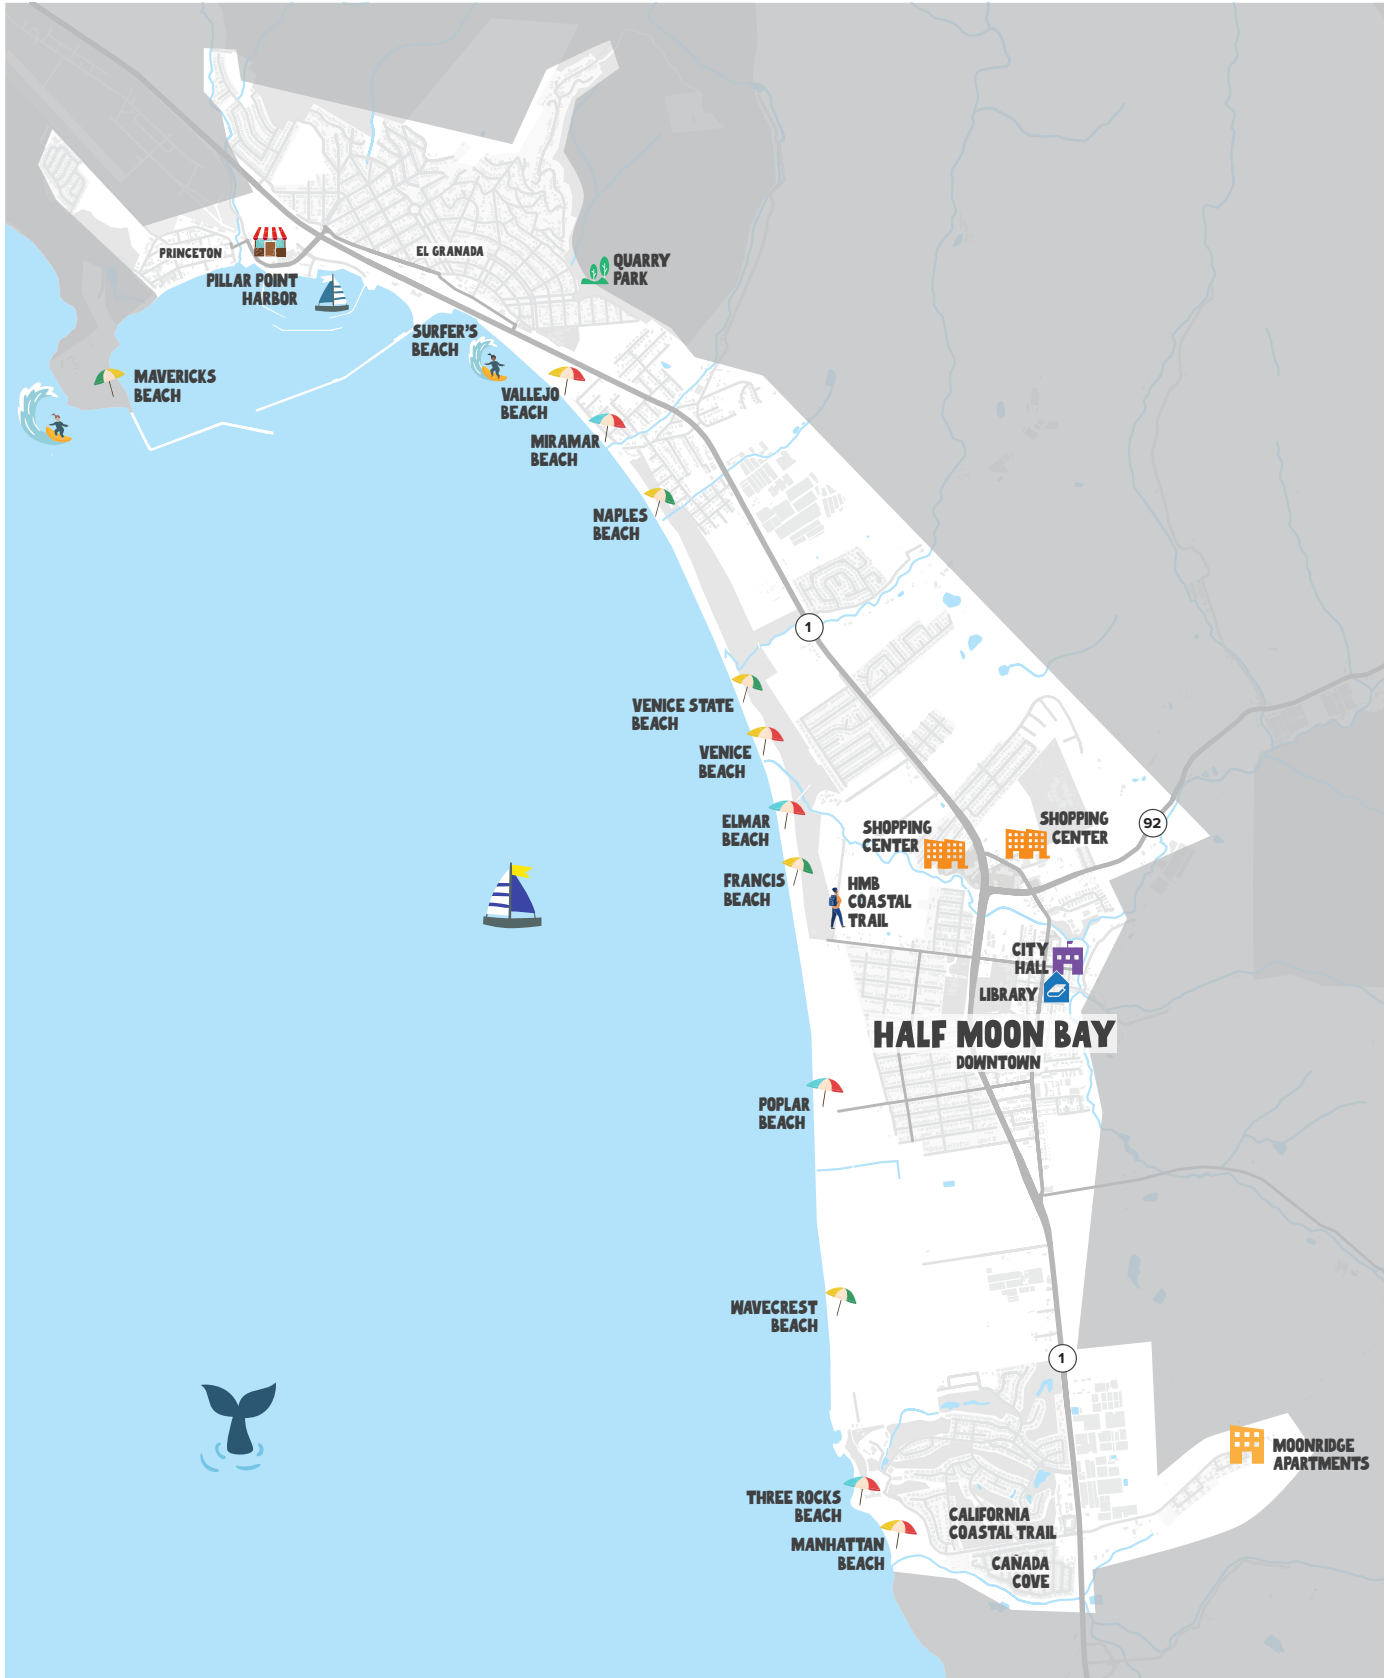 PRINCETON
EL GRANADA
QUARRY
PARK
PILLAR POINT
HARBOR
SURFER'S
BEACH
MAVERICKS
BEACH
VALLEJO
BEACH
MIRAMAR
BEACH
NAPLES
BEACH
1
VENICE STATE
BEACH
VENICE
BEACH
ELMAR
BEACH
SHOPPING
CENTER
SHOPPING
CENTER
92
FRANCIS
BEACH
HMB
COASTAL
TRAIL
CITY
HALL
LIBRARY
HALF MOON BAY
DOWNTOWN
POPLAR
BEACH
WAVECREST
BEACH
1
MOONRIDGE
APARTMENTS
THREE ROCKS
BEACH
CALIFORNIA
COASTAL TRAIL
MANHATTAN
BEACH
CAÑADA
COVE